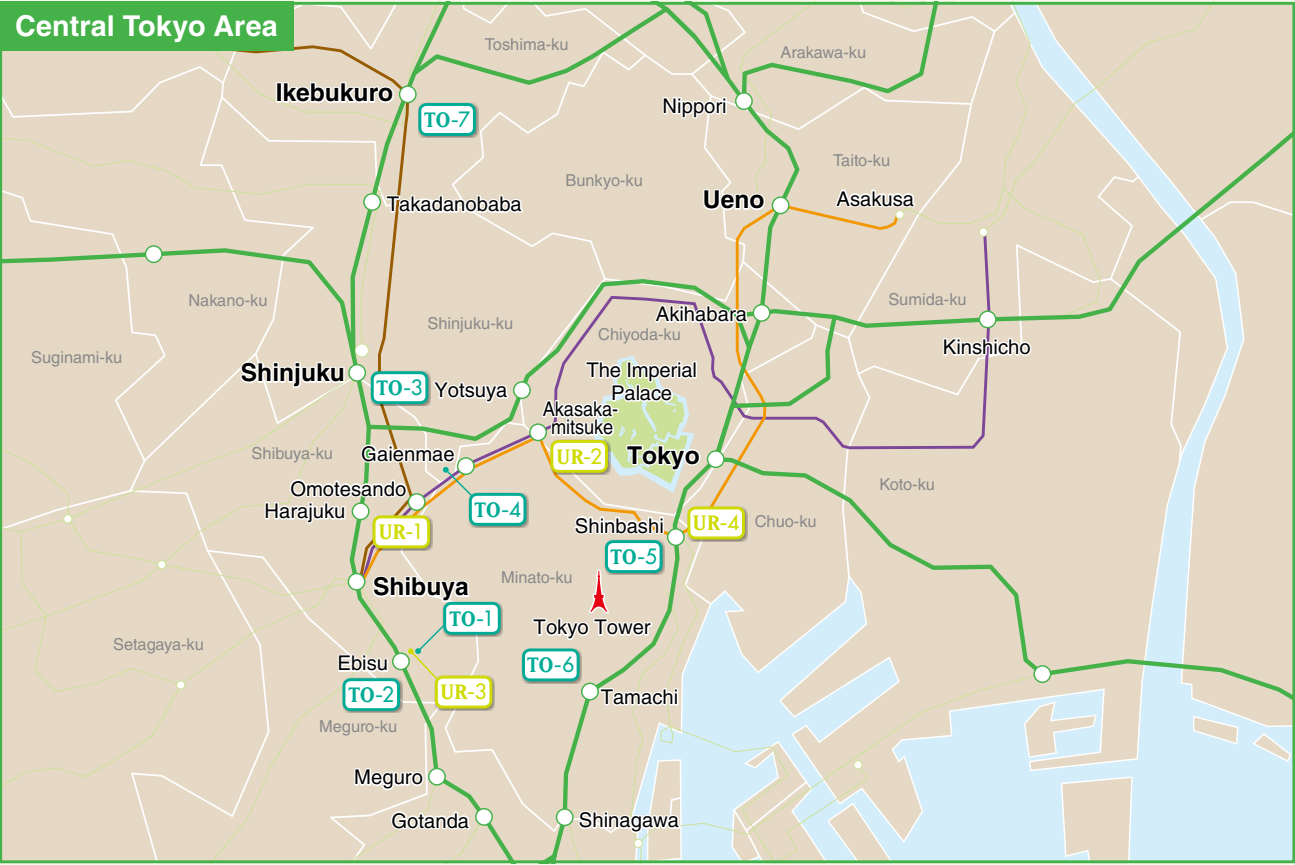 Central Tokyo Area
Toshima-ku
Arakawa-ku
Ikebukuro
TO-7
Nippori
Taito-ku
Bunkyo-ku
Ueno
Asakusa
Takadanobaba
Nakano-ku
Sumida-ku
Akihabara
Shinjuku-ku
Chiyoda-ku
Kinshicho
Suginami-ku
Shinjuku
TO-3
Yotsuya
The Imperial
Palace
Akasaka-
mitsuke
UR-2
Tokyo
Shibuya-ku
Gaienmae
Koto-ku
Omotesando
Harajuku
TO-4
UR-1
Shinbashi
UR-4
Chuo-ku
TO-5
Minato-ku
Shibuya
TO-1
Tokyo Tower
Setagaya-ku
Ebisu
TO-6
TO-2
UR-3
Tamachi
Meguro-ku
Meguro
Gotanda
Shinagawa